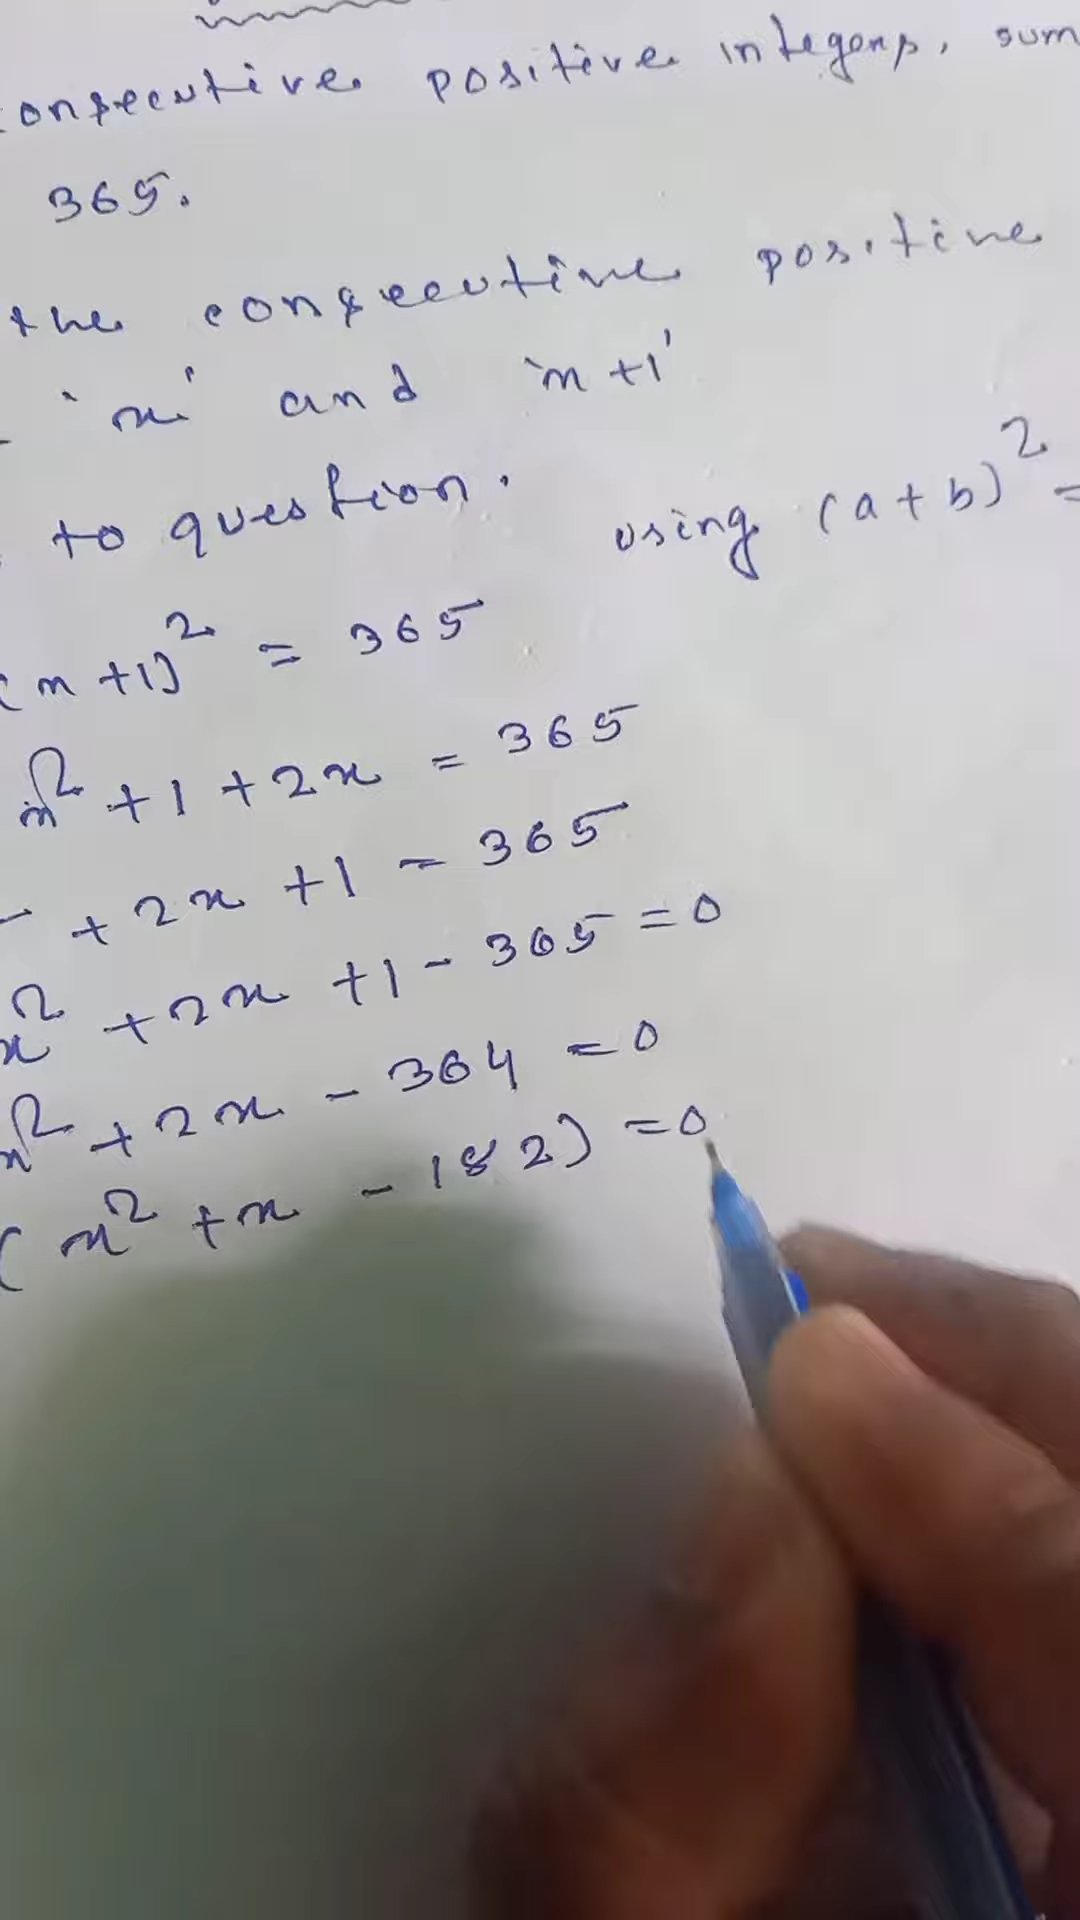 consecutive positive integers, sum
365.
the consecutive positive
'x' and 'x+1'
to question.
using (a+b)² =
(x+1)² = 365
x² + 1 + 2x = 365
+ 2x + 1 = 365
x² + 2x + 1 - 365 = 0
x² + 2x - 364 = 0
(x² + x - 182) = 0